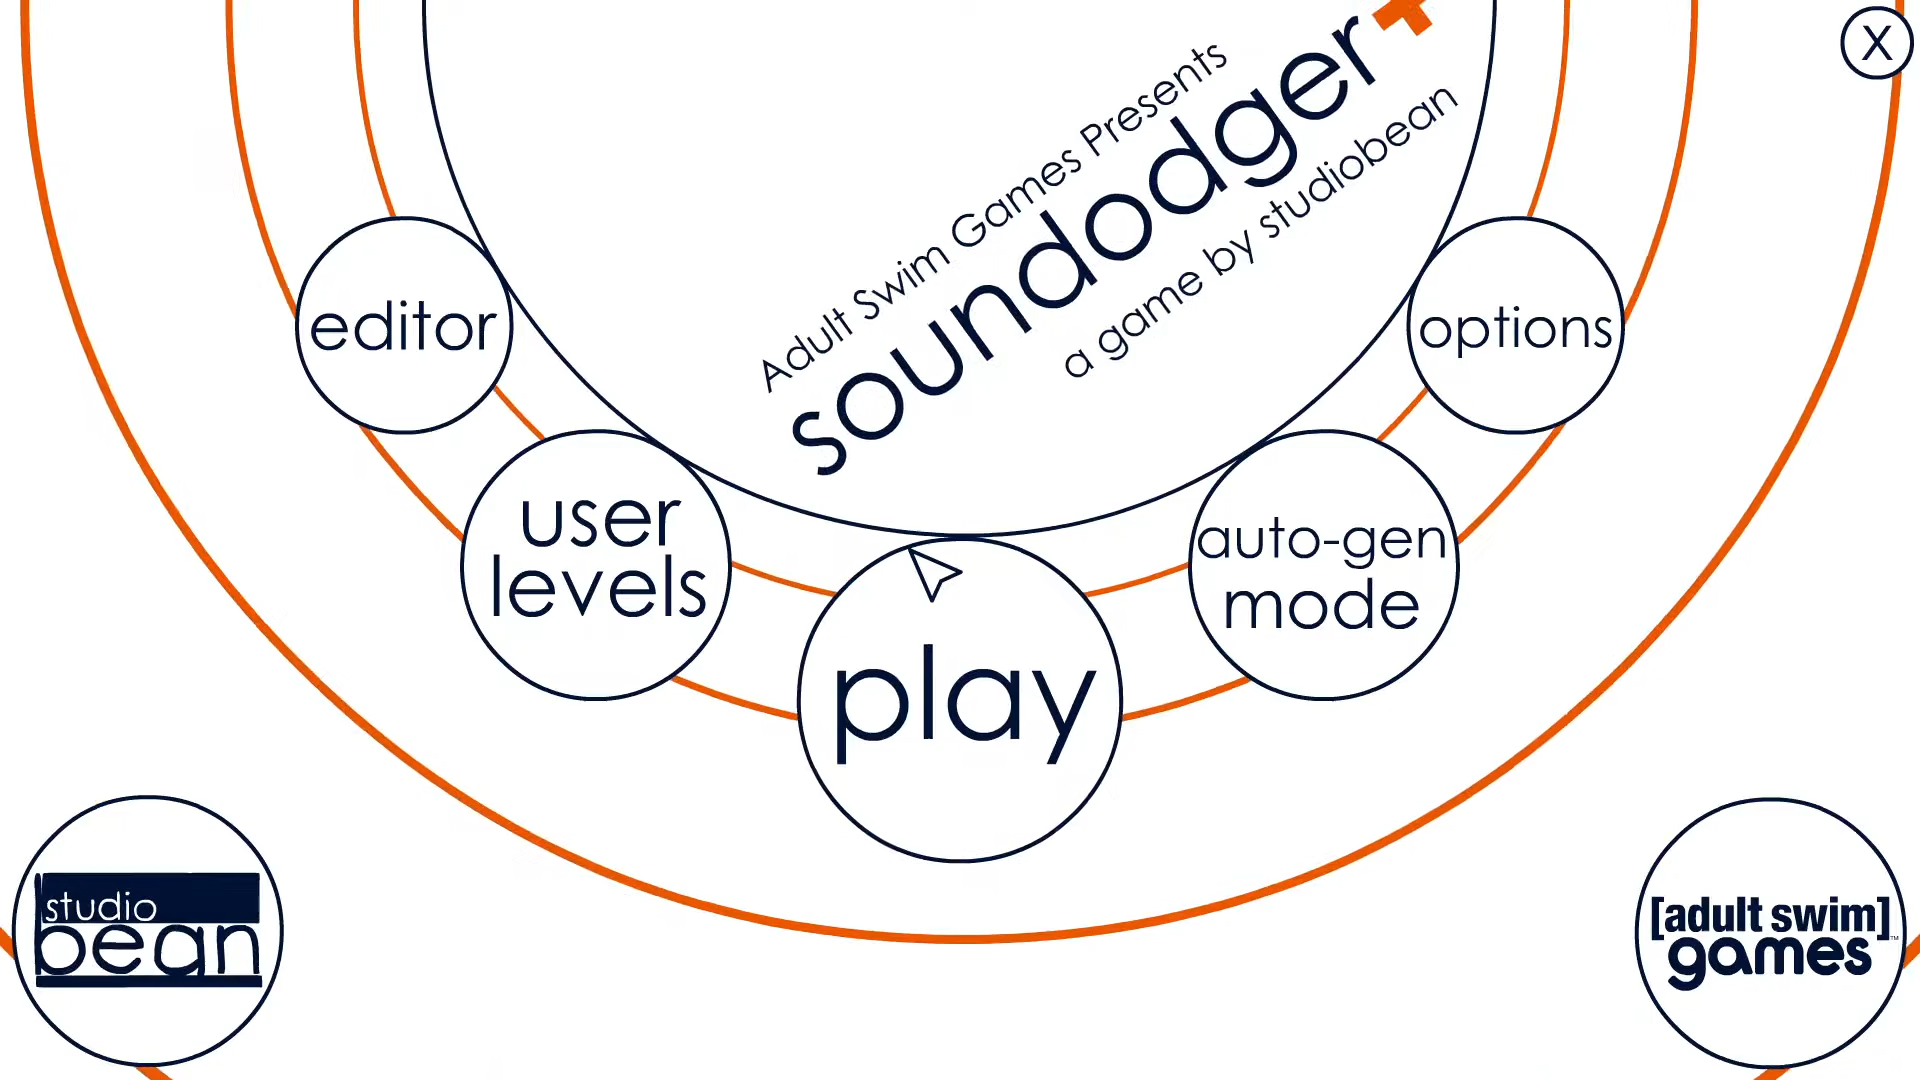 X
Adult Swim Games Presents
soundodger+
a game by studiobean
editor
options
user
levels
auto-gen
mode
play
studio
bean
[adult swim]
games™